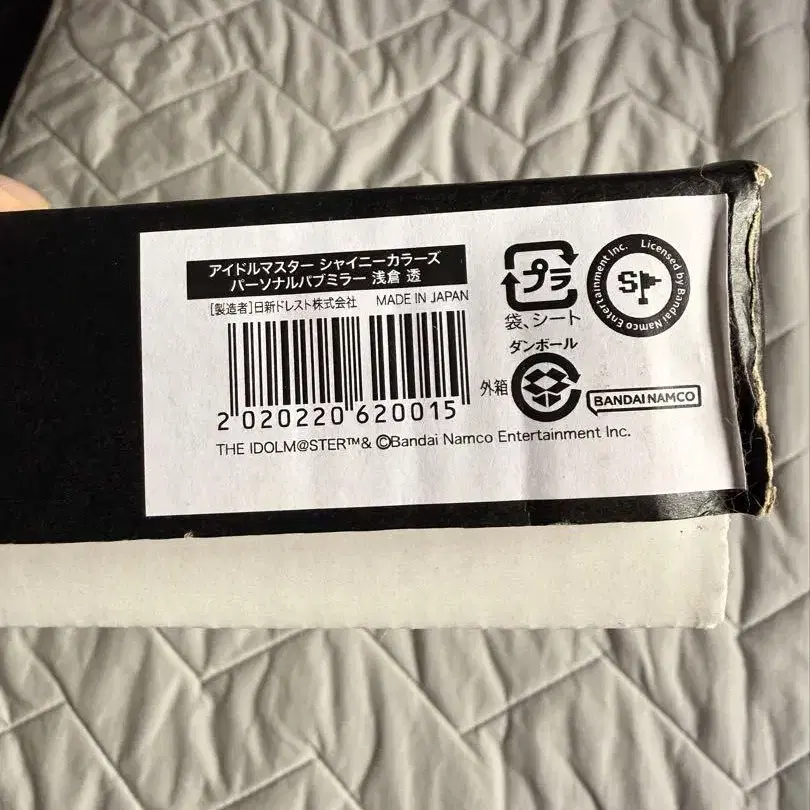 アイドルマスター シャイニーカラーズ
パーソナルパブミラー 浅倉 透
[製造者]日新ドレスト株式会社 MADE IN JAPAN
2 020220 620015
THE IDOLM@STER™& ©Bandai Namco Entertainment Inc.
プラ
袋、シート
ダンボール
外箱
Licensed by Bandai Namco Entertainment Inc.
BANDAI NAMCO